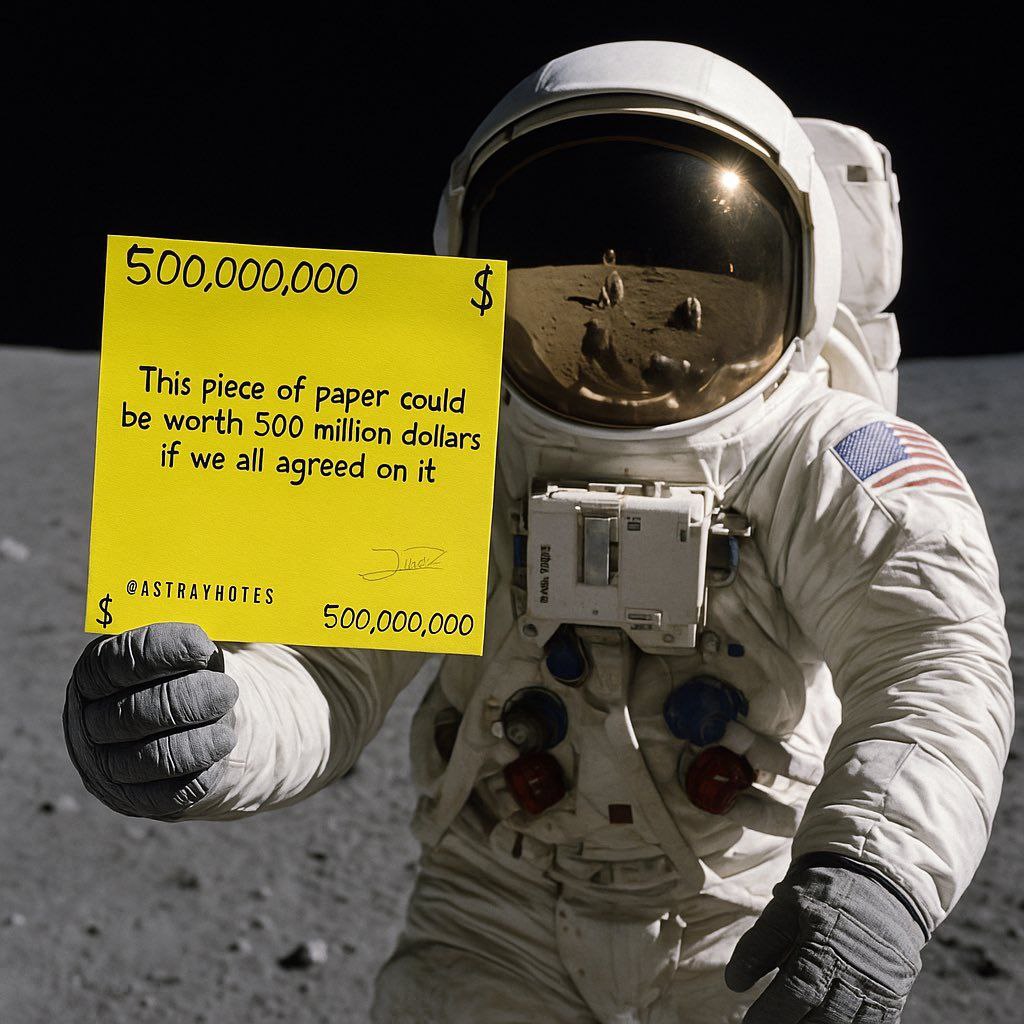 500,000,000 $
This piece of paper could
be worth 500 million dollars
if we all agreed on it
@ASTRAYHOTES
$ 500,000,000